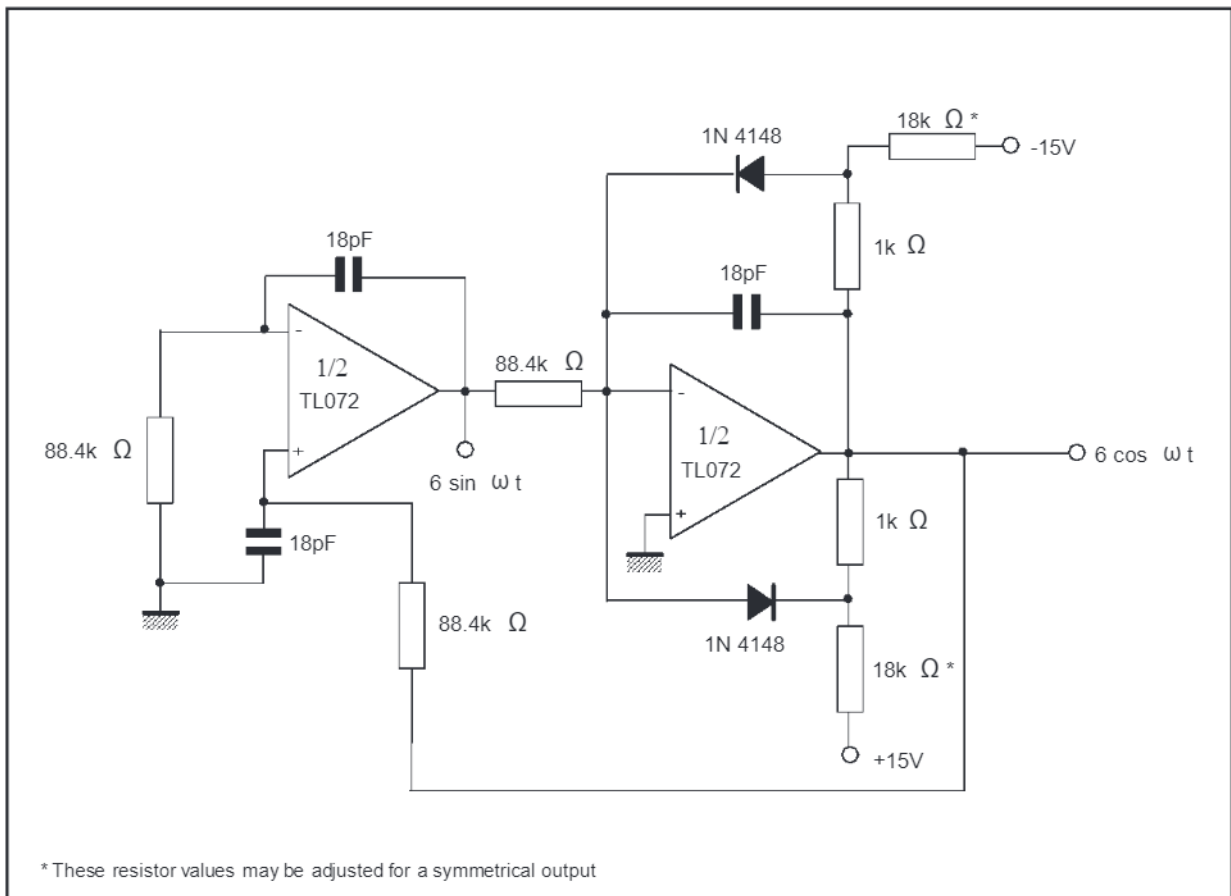 18k Ω *
1N 4148
-15V
18pF
1k Ω
18pF
-
1/2
TL072
88.4k Ω
-
1/2
TL072
88.4k Ω
+
6 sin ω t
6 cos ω t
+
18pF
1k Ω
88.4k Ω
1N 4148
18k Ω *
+15V
* These resistor values may be adjusted for a symmetrical output